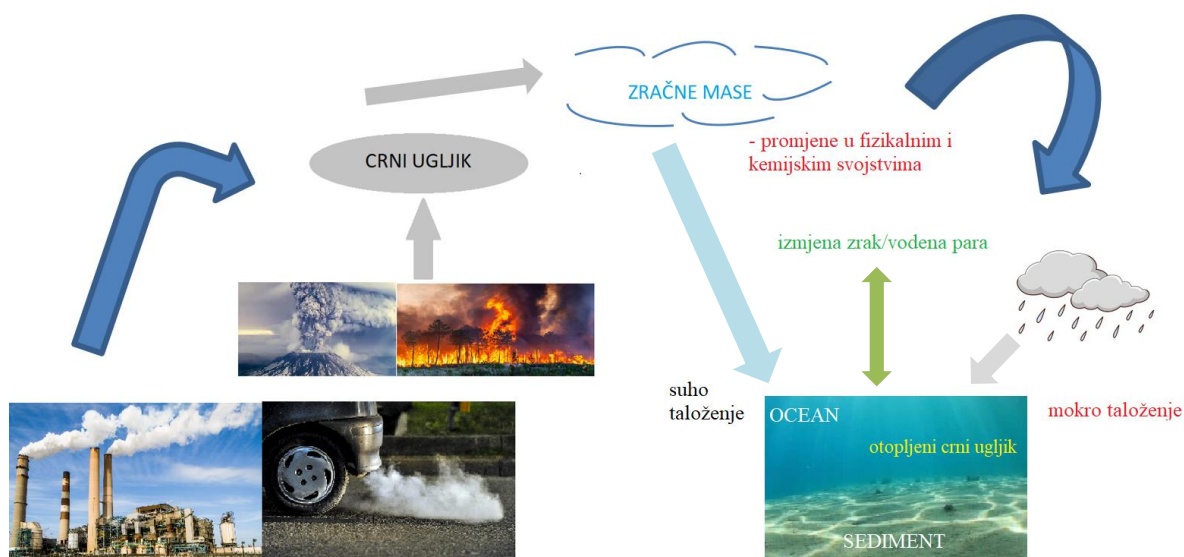 ZRAČNE MASE
CRNI UGLJIK
- promjene u fizikalnim i
kemijskim svojstvima
izmjena zrak/vodena para
suho
taloženje
OCEAN
mokro taloženje
otopljeni crni ugljik
SEDIMENT